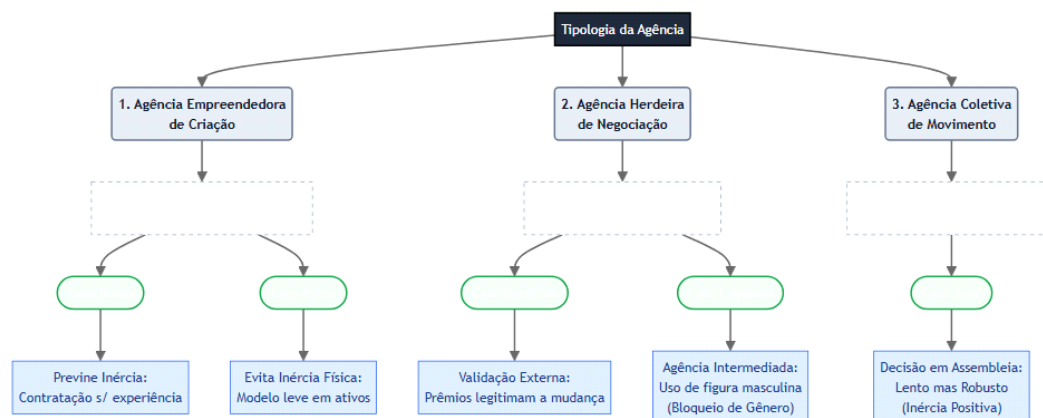 Tipologia da Agência
1. Agência Empreendedora
de Criação
2. Agência Herdeira
de Negociação
3. Agência Coletiva
de Movimento
Previne Inércia:
Contratação s/ experiência
Evita Inércia Física:
Modelo leve em ativos
Validação Externa:
Prêmios legitimam a mudança
Agência Intermediada:
Uso de figura masculina
(Bloqueio de Gênero)
Decisão em Assembleia:
Lento mas Robusto
(Inércia Positiva)